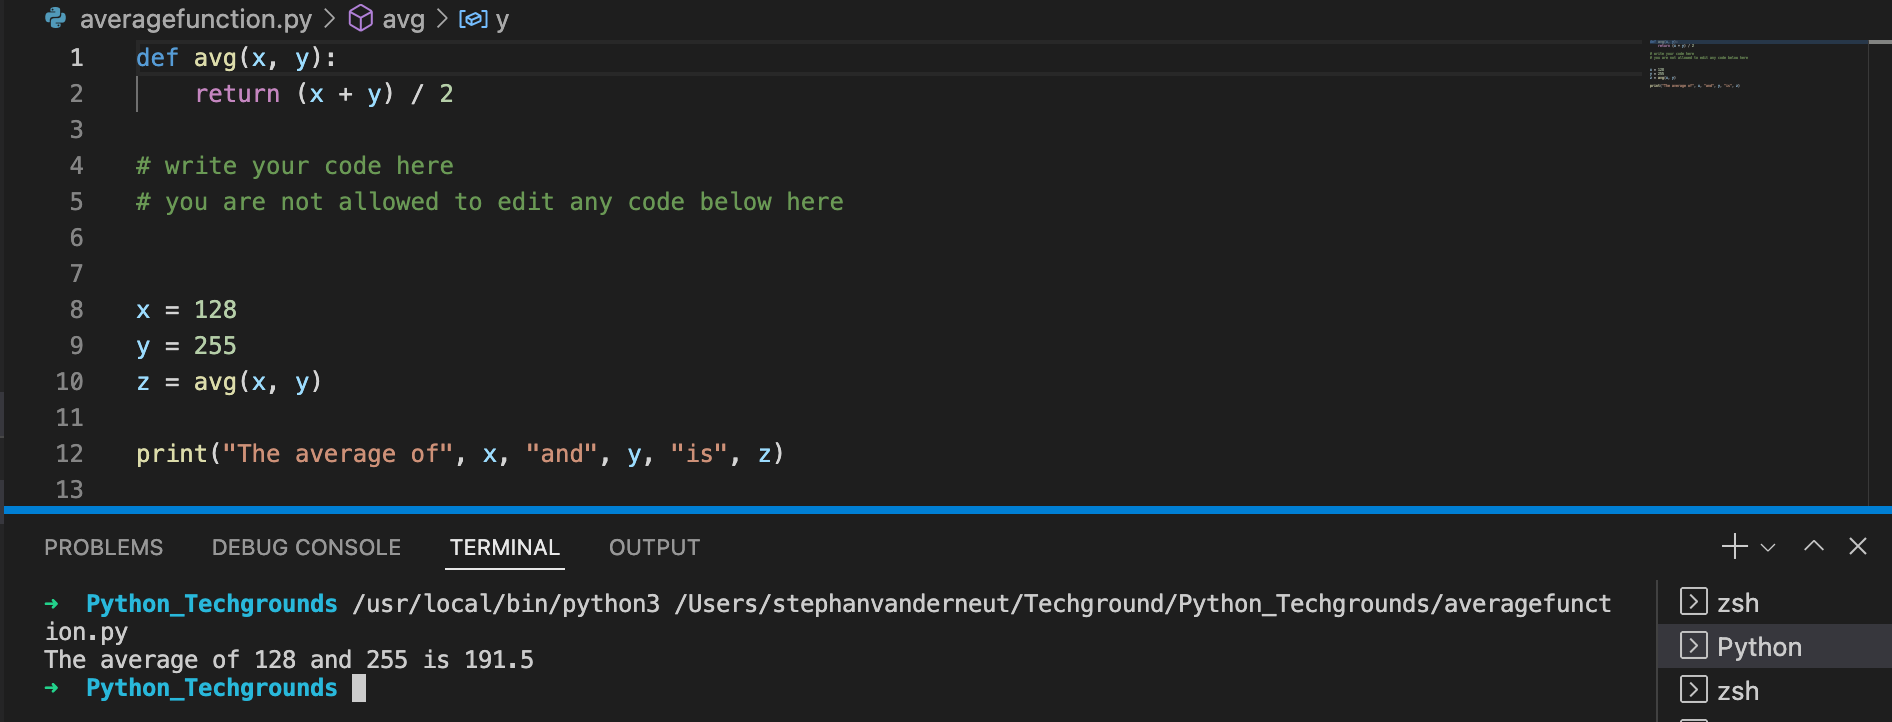 averagefunction.py > avg > y
1 def avg(x, y):
2     return (x + y) / 2
3
4 # write your code here
5 # you are not allowed to edit any code below here
6
7
8 x = 128
9 y = 255
10 z = avg(x, y)
11
12 print("The average of", x, "and", y, "is", z)
13
PROBLEMS DEBUG CONSOLE TERMINAL OUTPUT
➜ Python_Techgrounds /usr/local/bin/python3 /Users/stephanvanderneut/Techground/Python_Techgrounds/averagefunct
ion.py
The average of 128 and 255 is 191.5
➜ Python_Techgrounds
zsh
Python
zsh